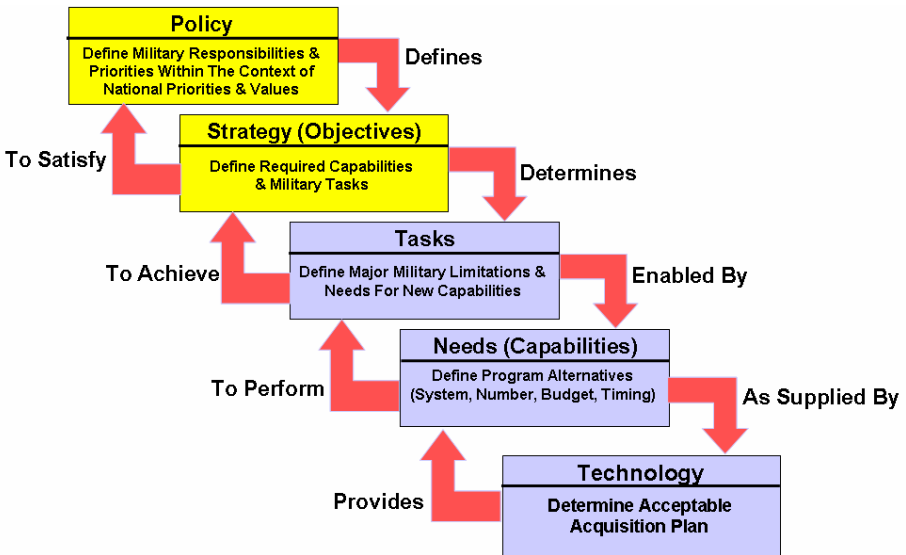 Policy
Define Military Responsibilities &
Priorities Within The Context of
National Priorities & Values
Defines
Strategy (Objectives)
Define Required Capabilities
& Military Tasks
To Satisfy
Determines
Tasks
Define Major Military Limitations &
Needs For New Capabilities
To Achieve
Enabled By
Needs (Capabilities)
Define Program Alternatives
(System, Number, Budget, Timing)
To Perform
As Supplied By
Technology
Determine Acceptable
Acquisition Plan
Provides